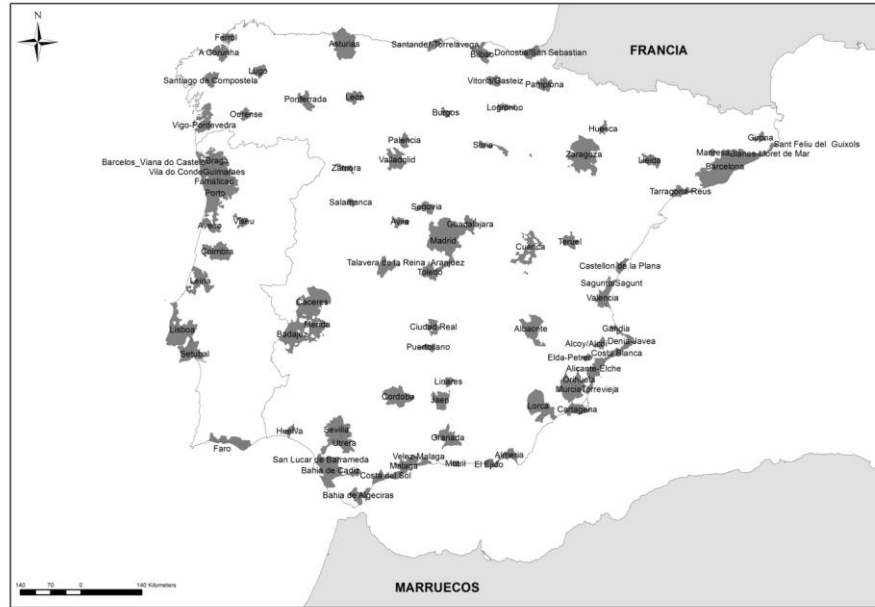 N
FRANCIA
Ferrol
A Corunha
Asturias
Santander-Torrelavega
Bilbao
Donostia/San Sebastian
Lugo
Santiago de Compostela
Vitoria/Gasteiz
Pamplona
Ponferrada
Leon
Ourense
Burgos
Logronno
Vigo-Pontevedra
Huesca
Girona
Palencia
Soria
Sant Feliu del Guixols
Barcelos_Viana do Castelo
Braga
Valladolid
Zaragoza
Lleida
Manresa
Blanes-Lloret de Mar
Vila do Conde
Guimaraes
Zamora
Barcelona
Famalicao
Porto
Tarragona-Reus
Salamanca
Segovia
Aveiro
Viseu
Avila
Guadalajara
Madrid
Cuenca
Teruel
Coimbra
Talavera de la Reina
Aranjuez
Toledo
Castellon de la Plana
Leiria
Sagunto/Sagunt
Valencia
Caceres
Lisboa
Merida
Badajoz
Ciudad Real
Albacete
Gandia
Setubal
Puertollano
Alcoy/Alcoi
Denia-Javea
Costa Blanca
Elda-Petrer
Alicante-Elche
Linares
Orihuela
Cordoba
Jaen
Murcia
Torrevieja
Lorca
Cartagena
Huelva
Sevilla
Faro
Utrera
Granada
San Lucar de Barrameda
Velez-Malaga
Almeria
Bahia de Cadiz
Malaga
Motril
El Ejido
Costa del Sol
Bahia de Algeciras
MARRUECOS
140 70 0 140 Kilometers